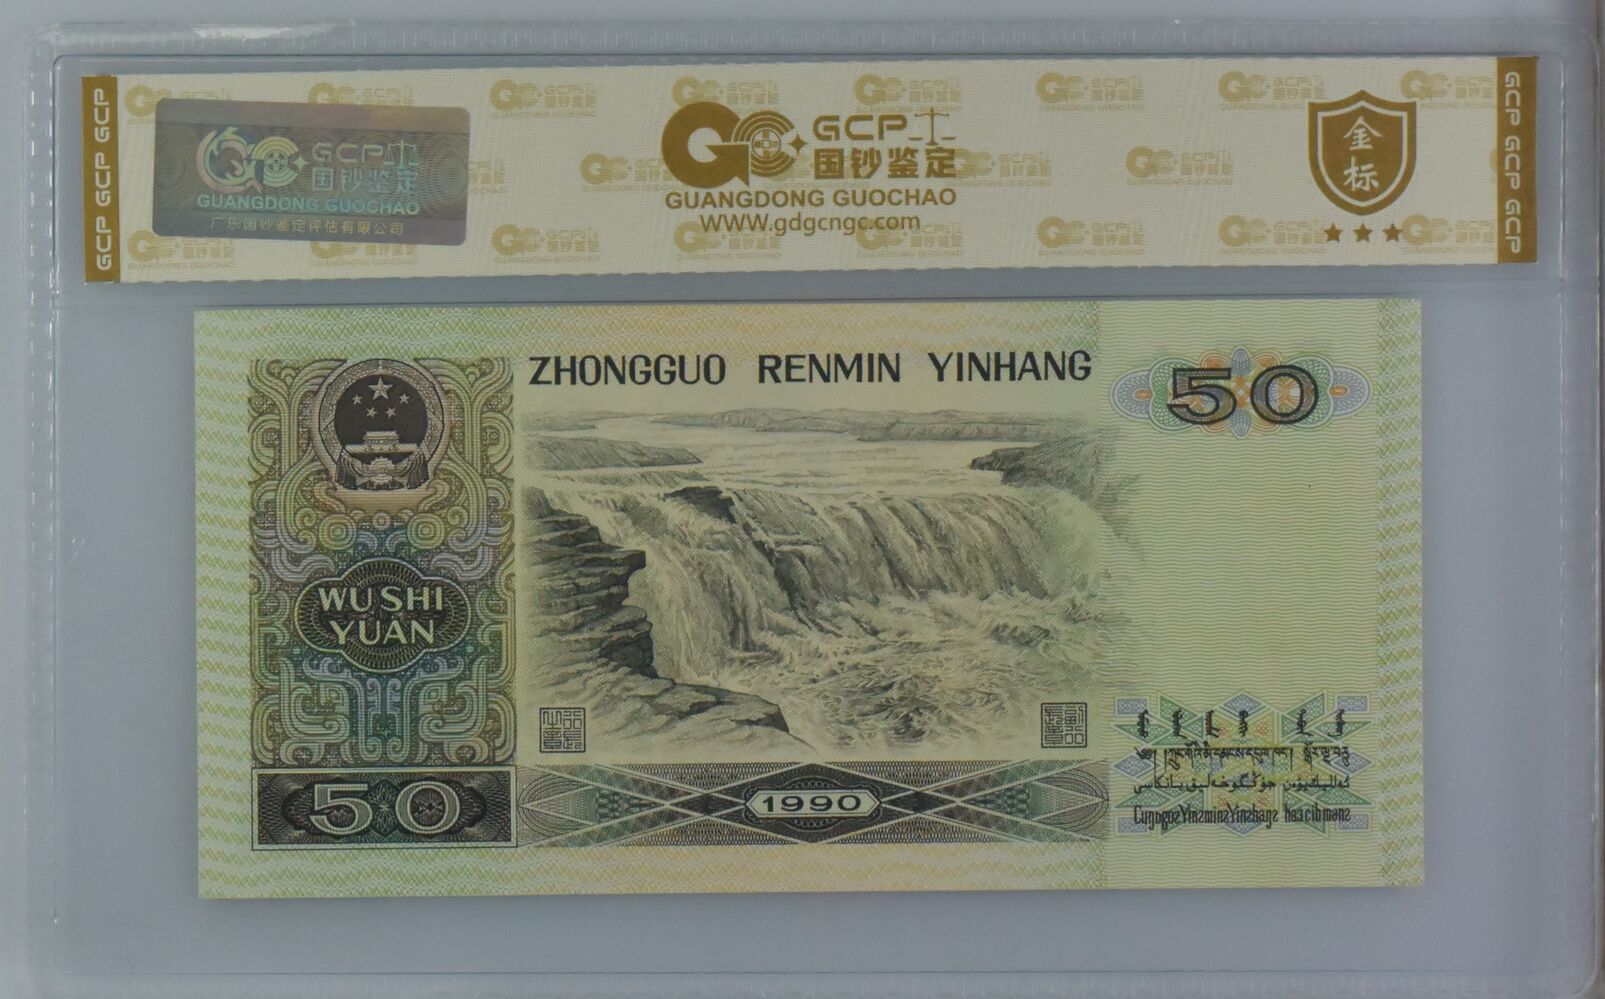 GCP GCP GCP
GCP 国钞鉴定
GUANGDONG GUOCHAO
广东国钞鉴定评估有限公司
GCP
国钞鉴定
GUANGDONG GUOCHAO
WWW.gdgcngc.com
金标
GCP GCP GCP
ZHONGGUO RENMIN YINHANG
50
WU SHI
YUAN
50
1990